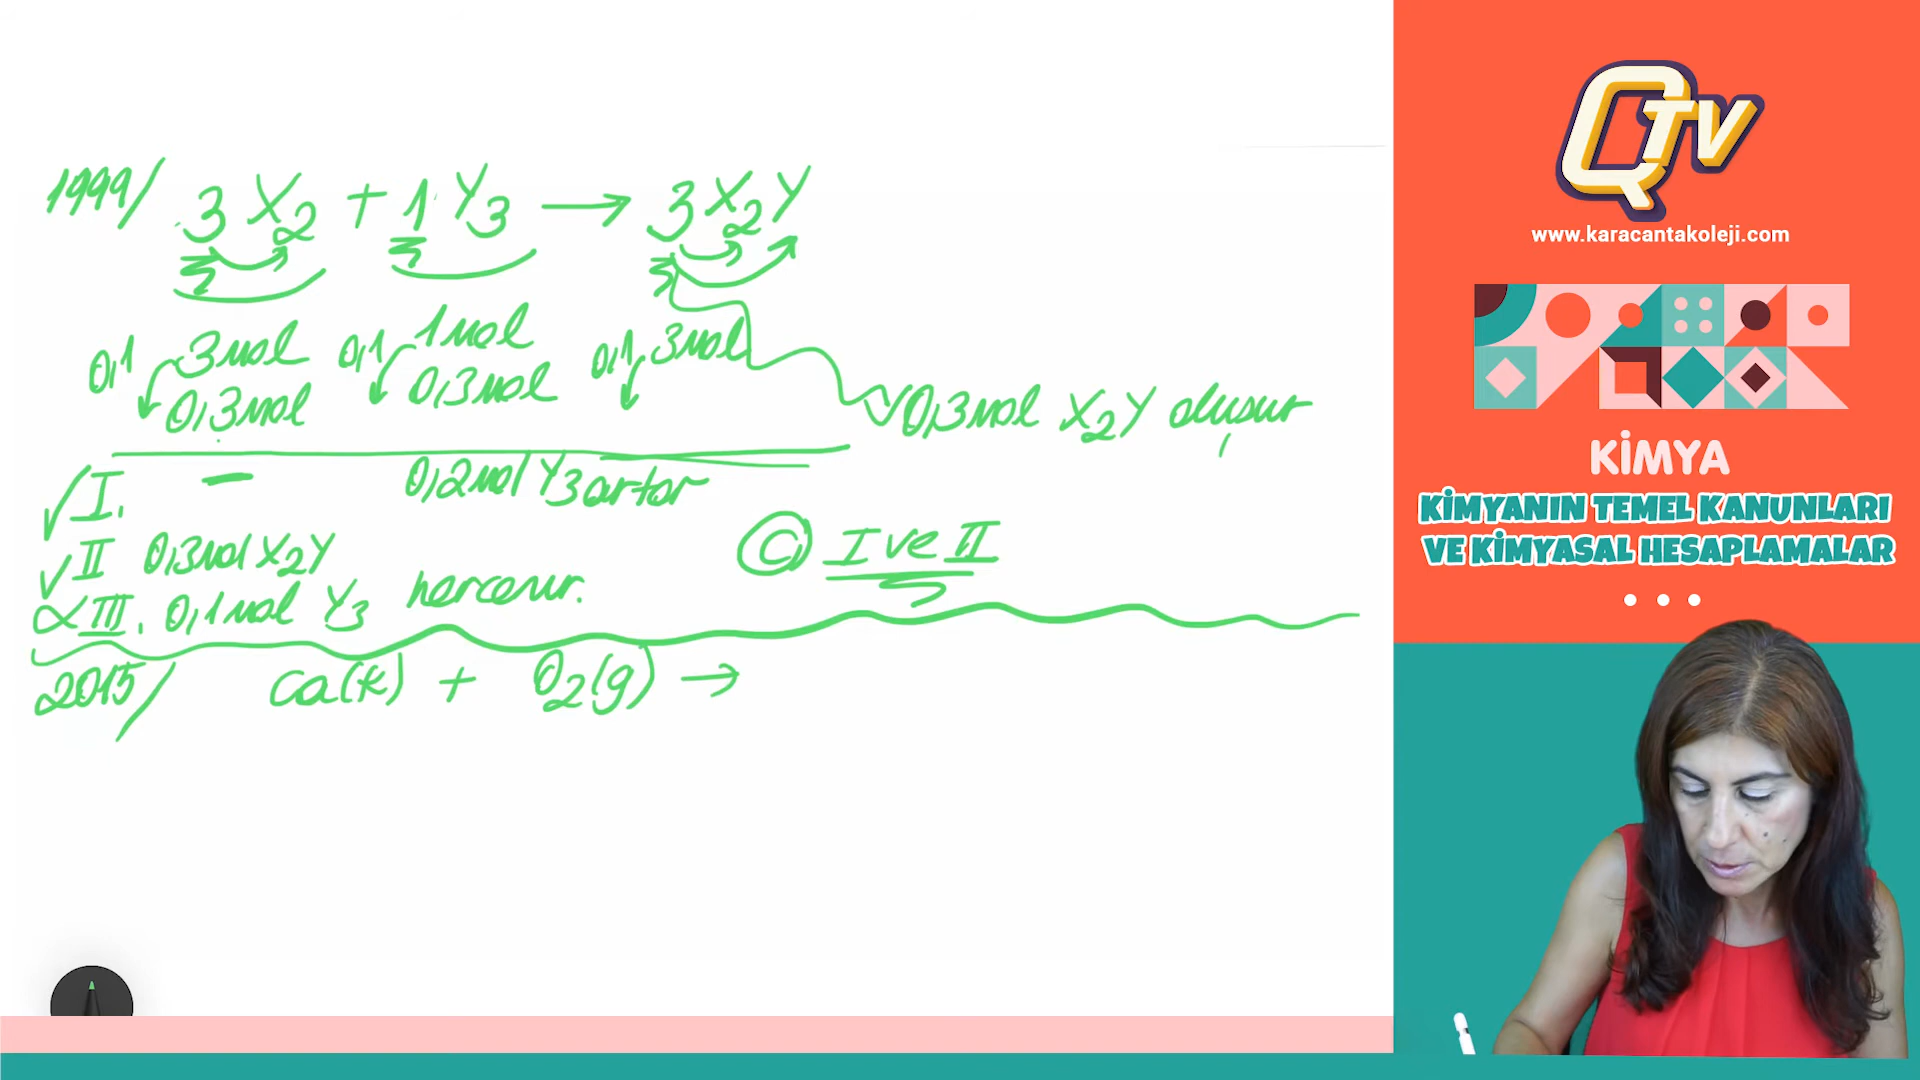 1999/ 3X₂ + 1Y₃ → 3X₂Y
0,1 3mol 0,1 1mol 0,1 3mol
0,3mol 0,3mol 0,3mol X₂Y oluşur
✓ I. — 0,2mol Y₃ artar
✓ II 0,3mol X₂Y C) I ve II
III. 0,1mol Y₃ harcanır.
2015/ Ca(k) + O₂(g) →
QTV
www.karacantakoleji.com
KİMYA
KİMYANIN TEMEL KANUNLARI
VE KİMYASAL HESAPLAMALAR